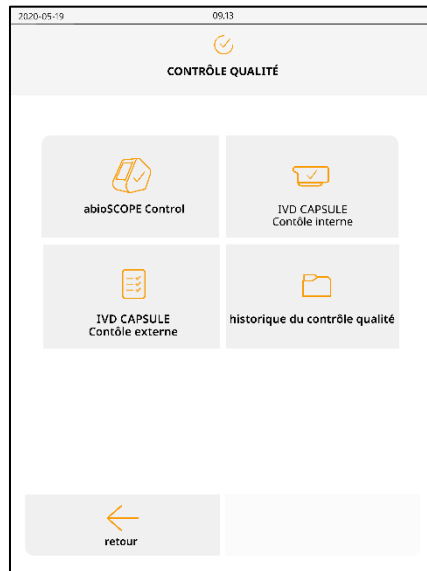 2020-05-19 09.13
CONTRÔLE QUALITÉ
abioSCOPE Control
IVD CAPSULE
Contôle interne
IVD CAPSULE
Contôle externe
historique du contrôle qualité
retour